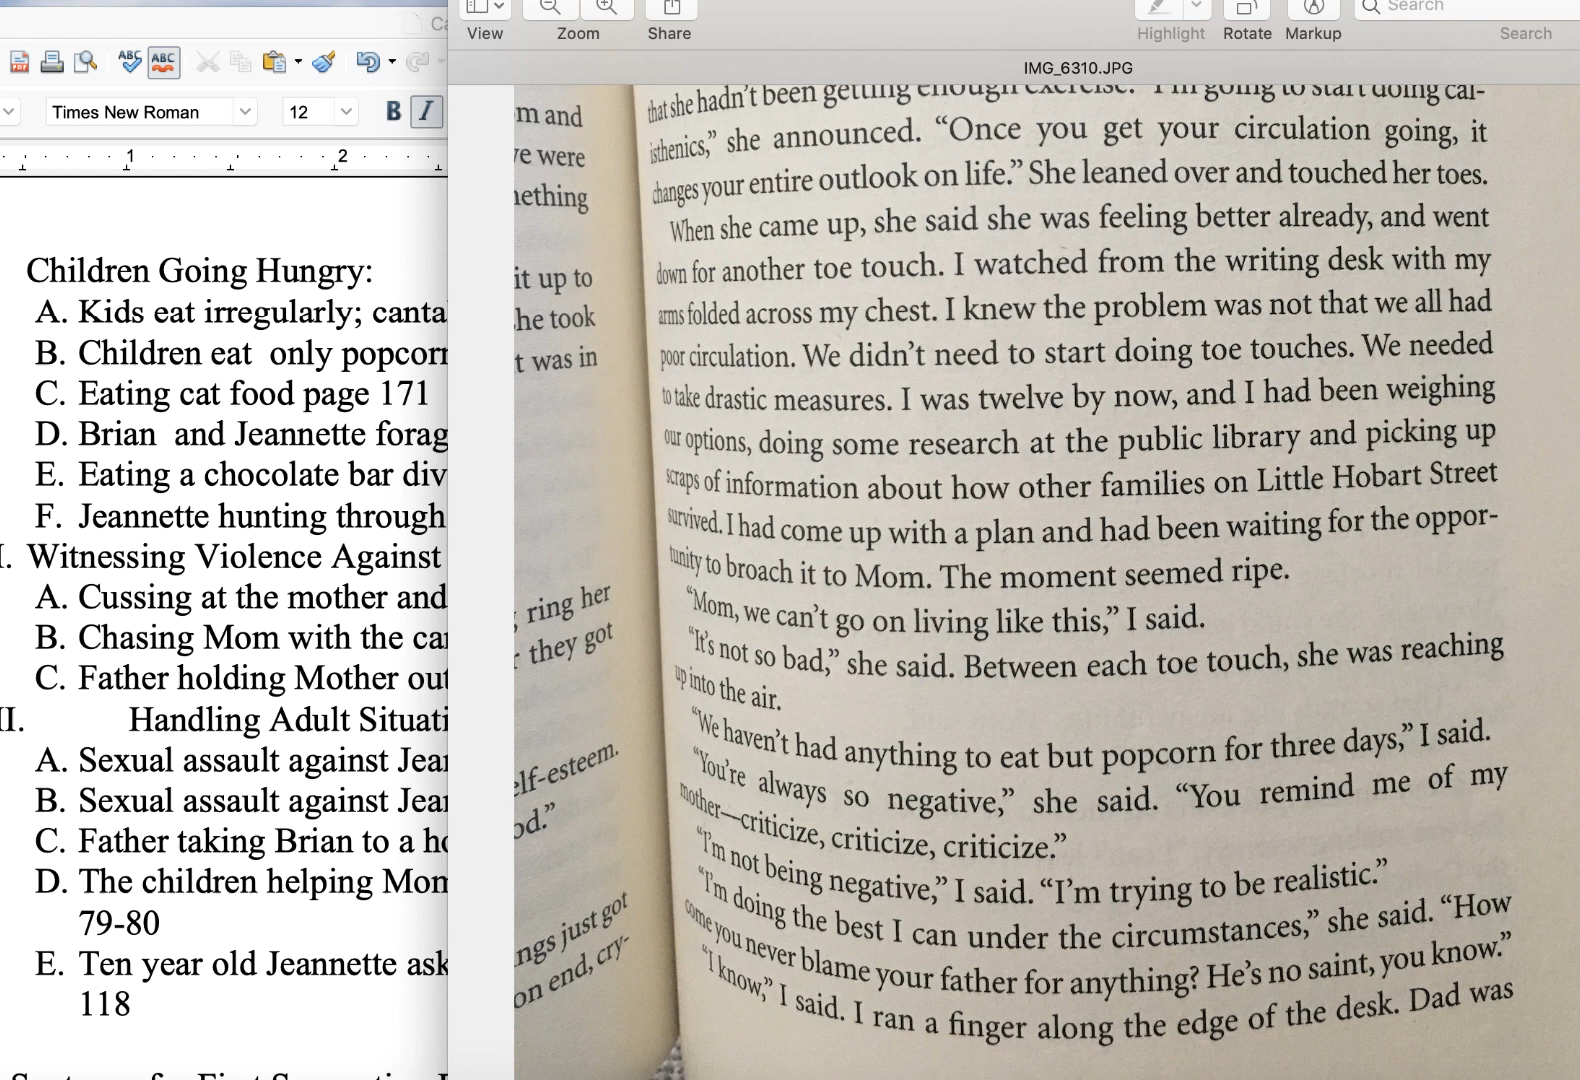 Ca
View
Zoom
Share
Highlight
Rotate
Markup
Search
Search
IMG_6310.JPG
PDF
ABC
ABC
Times New Roman
12
B
I
1
2
Children Going Hungry:
A. Kids eat irregularly; canta
B. Children eat only popcorn
C. Eating cat food page 171
D. Brian and Jeannette forag
E. Eating a chocolate bar div
F. Jeannette hunting through
I. Witnessing Violence Against
A. Cussing at the mother and
B. Chasing Mom with the car
C. Father holding Mother out
II. Handling Adult Situati
A. Sexual assault against Jean
B. Sexual assault against Jean
C. Father taking Brian to a ho
D. The children helping Mom
79-80
E. Ten year old Jeannette ask
118
m and
e were
ething
it up to
he took
t was in
ring her
they got
elf-esteem.
od.”
ngs just got
on end, cry-
that she hadn’t been getting enough exercise. “I’m going to start doing cal-
isthenics,” she announced. “Once you get your circulation going, it
changes your entire outlook on life.” She leaned over and touched her toes.
When she came up, she said she was feeling better already, and went
down for another toe touch. I watched from the writing desk with my
arms folded across my chest. I knew the problem was not that we all had
poor circulation. We didn’t need to start doing toe touches. We needed
to take drastic measures. I was twelve by now, and I had been weighing
our options, doing some research at the public library and picking up
scraps of information about how other families on Little Hobart Street
survived. I had come up with a plan and had been waiting for the oppor-
tunity to broach it to Mom. The moment seemed ripe.
“Mom, we can’t go on living like this,” I said.
“It’s not so bad,” she said. Between each toe touch, she was reaching
up into the air.
“We haven’t had anything to eat but popcorn for three days,” I said.
“You’re always so negative,” she said. “You remind me of my
mother—criticize, criticize, criticize.”
“I’m not being negative,” I said. “I’m trying to be realistic.”
“I’m doing the best I can under the circumstances,” she said. “How
come you never blame your father for anything? He’s no saint, you know.”
“I know,” I said. I ran a finger along the edge of the desk. Dad was